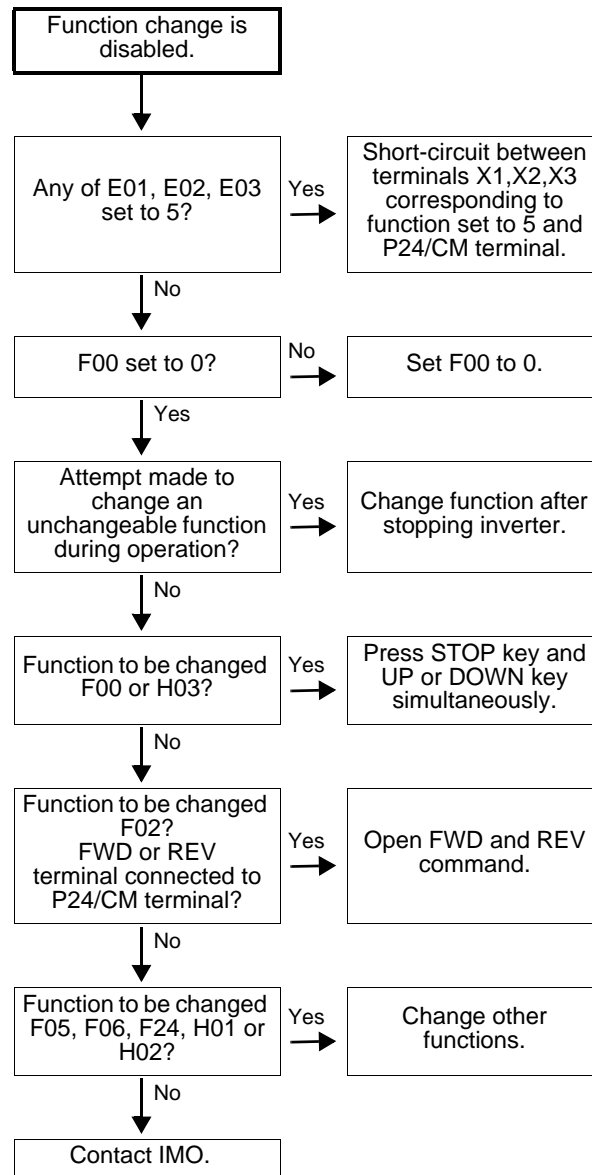 Function change is
disabled.
Any of E01, E02, E03
set to 5?
Yes
Short-circuit between
terminals X1,X2,X3
corresponding to
function set to 5 and
P24/CM terminal.
No
F00 set to 0?
No
Set F00 to 0.
Yes
Attempt made to
change an
unchangeable function
during operation?
Yes
Change function after
stopping inverter.
No
Function to be changed
F00 or H03?
Yes
Press STOP key and
UP or DOWN key
simultaneously.
No
Function to be changed
F02?
FWD or REV
terminal connected to
P24/CM terminal?
Yes
Open FWD and REV
command.
No
Function to be changed
F05, F06, F24, H01 or
H02?
Yes
Change other
functions.
No
Contact IMO.